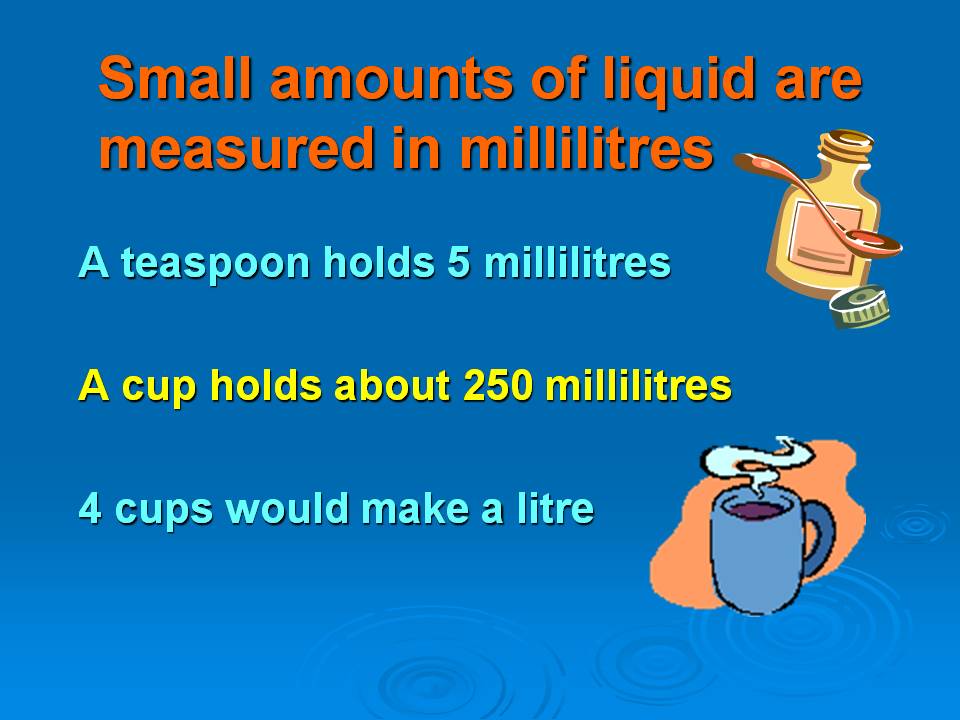 Small amounts of liquid are
measured in millilitres
A teaspoon holds 5 millilitres
A cup holds about 250 millilitres
4 cups would make a litre